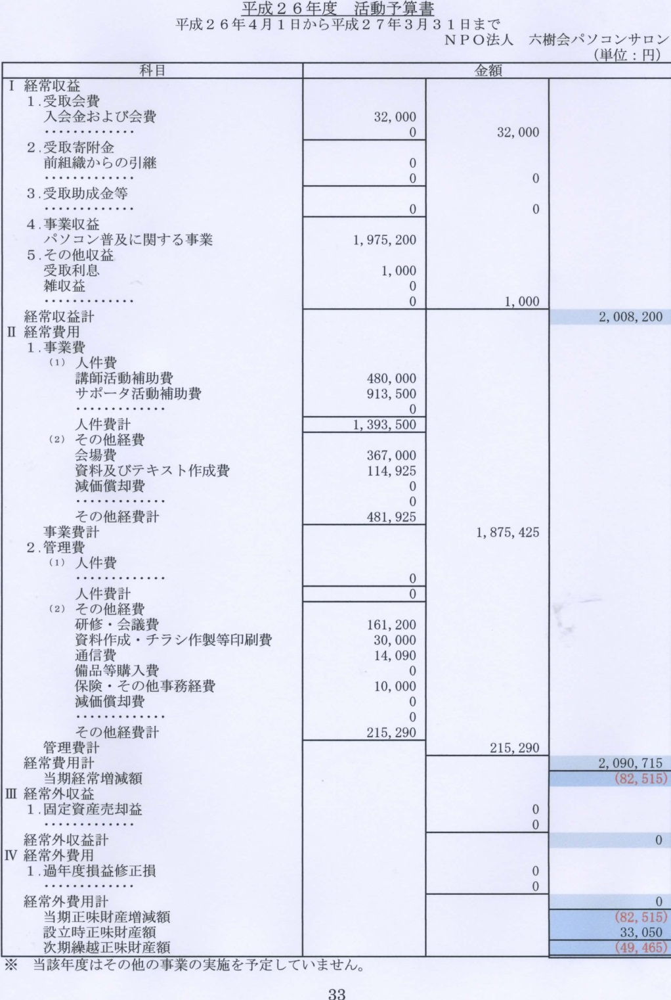 平成２６年度　活動予算書
平成２６年４月１日から平成２７年３月３１日まで
ＮＰＯ法人　六樹会パソコンサロン
（単位：円）
科目　金額
Ⅰ 経常収益
１.受取会費
入会金および会費　32,000
・・・・・・・・・・・・・　0　32,000
２.受取寄附金
前組織からの引継　0
・・・・・・・・・・・・・　0　0
３.受取助成金等
・・・・・・・・・・・・・　0　0
４.事業収益
パソコン普及に関する事業　1,975,200
５.その他収益
受取利息　1,000
雑収益　0
・・・・・・・・・・・・・　0　1,000
経常収益計　2,008,200
Ⅱ 経常費用
１.事業費
（1） 人件費
講師活動補助費　480,000
サポータ活動補助費　913,500
・・・・・・・・・・・・・　0
人件費計　1,393,500
（2） その他経費
会場費　367,000
資料及びテキスト作成費　114,925
減価償却費　0
・・・・・・・・・・・・・　0
その他経費計　481,925
事業費計　1,875,425
２.管理費
（1） 人件費
・・・・・・・・・・・・・　0
人件費計　0
（2） その他経費
研修・会議費　161,200
資料作成・チラシ作製等印刷費　30,000
通信費　14,090
備品等購入費　0
保険・その他事務経費　10,000
減価償却費　0
・・・・・・・・・・・・・　0
その他経費計　215,290
管理費計　215,290
経常費用計　2,090,715
当期経常増減額　(82,515)
Ⅲ 経常外収益
１.固定資産売却益　0
・・・・・・・・・・・・・　0
経常外収益計　0
Ⅳ 経常外費用
１.過年度損益修正損　0
・・・・・・・・・・・・・　0
経常外費用計　0
当期正味財産増減額　(82,515)
設立時正味財産額　33,050
次期繰越正味財産額　(49,465)
※　当該年度はその他の事業の実施を予定していません。
33